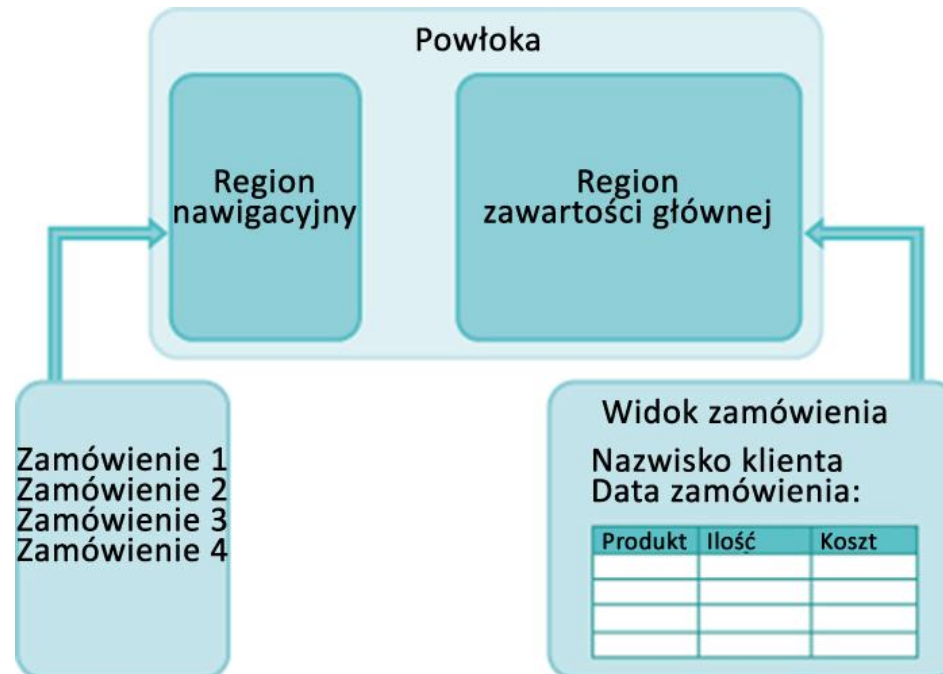 Powłoka
Region
nawigacyjny
Region
zawartości głównej
Zamówienie 1
Zamówienie 2
Zamówienie 3
Zamówienie 4
Widok zamówienia
Nazwisko klienta
Data zamówienia:
Produkt Ilość Koszt